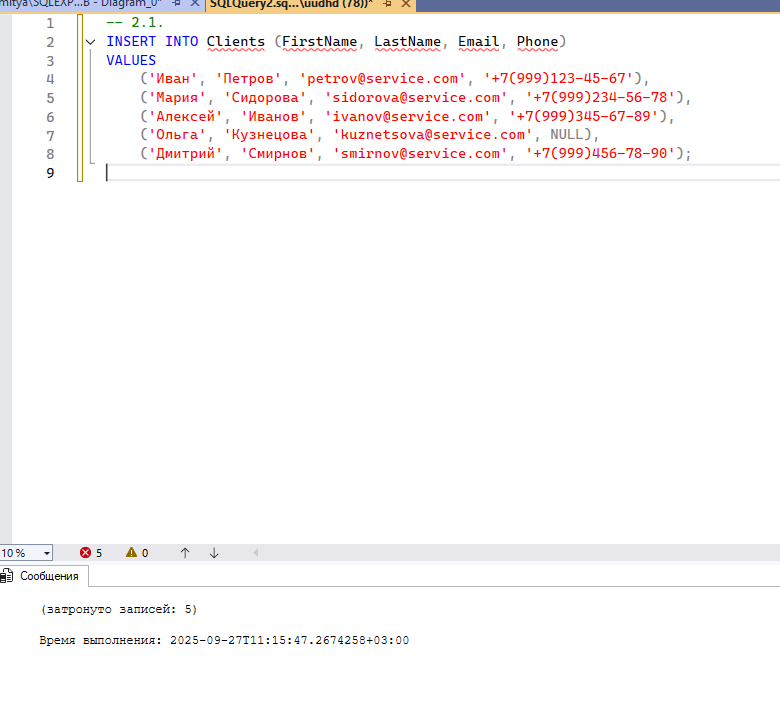 mitya\SQLEXP...B - Diagram_0* SQLQuery2.sq...\uudhd (78))*
1 -- 2.1.
2 INSERT INTO Clients (FirstName, LastName, Email, Phone)
3 VALUES
4 ('Иван', 'Петров', 'petrov@service.com', '+7(999)123-45-67'),
5 ('Мария', 'Сидорова', 'sidorova@service.com', '+7(999)234-56-78'),
6 ('Алексей', 'Иванов', 'ivanov@service.com', '+7(999)345-67-89'),
7 ('Ольга', 'Кузнецова', 'kuznetsova@service.com', NULL),
8 ('Дмитрий', 'Смирнов', 'smirnov@service.com', '+7(999)456-78-90');
9
10 % 5 0
Сообщения
(затронуто записей: 5)
Время выполнения: 2025-09-27T11:15:47.2674258+03:00